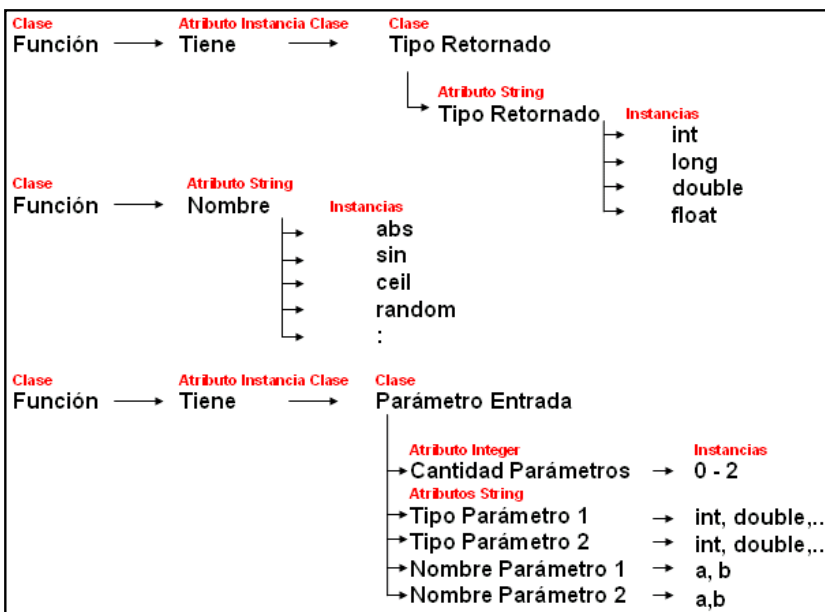 Clase Atributo Instancia Clase Clase
Función Tiene Tipo Retornado
Atributo String
Tipo Retornado Instancias
int
long
double
float
Clase Atributo String
Función Nombre Instancias
abs
sin
ceil
random
:
Clase Atributo Instancia Clase Clase
Función Tiene Parámetro Entrada
Atributo Integer Instancias
Cantidad Parámetros 0 - 2
Atributos String
Tipo Parámetro 1 int, double,..
Tipo Parámetro 2 int, double,..
Nombre Parámetro 1 a, b
Nombre Parámetro 2 a,b